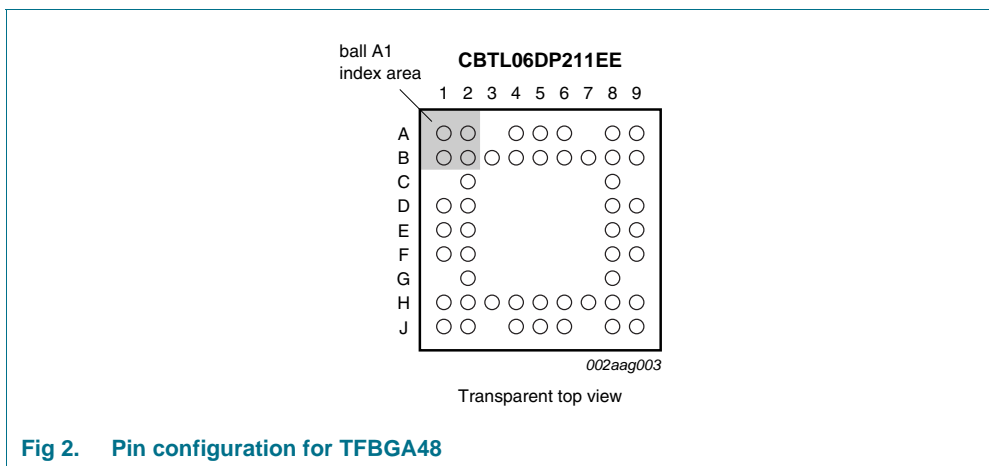 ball A1
index area
CBTL06DP211EE
1 2 3 4 5 6 7 8 9
A
B
C
D
E
F
G
H
J
002aag003
Transparent top view
Fig 2. Pin configuration for TFBGA48